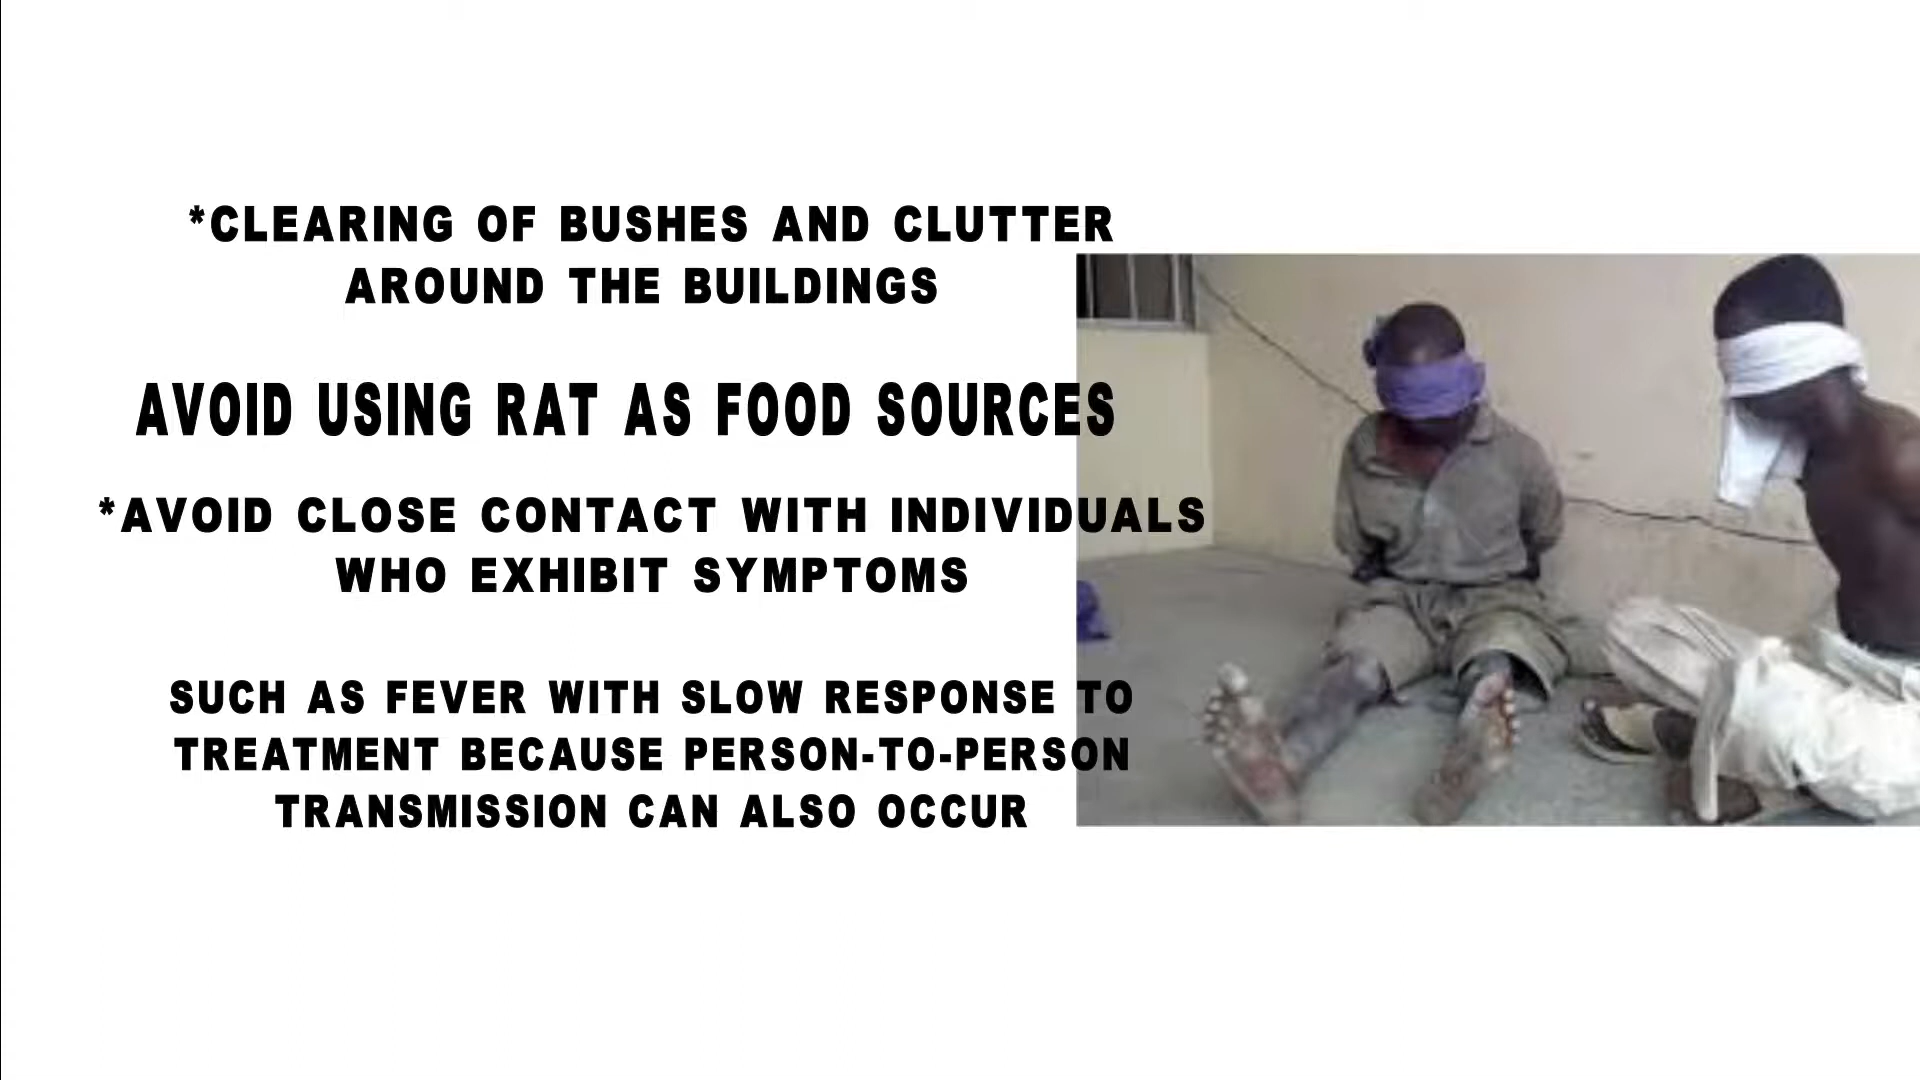 *CLEARING OF BUSHES AND CLUTTER
AROUND THE BUILDINGS
AVOID USING RAT AS FOOD SOURCES
*AVOID CLOSE CONTACT WITH INDIVIDUALS
WHO EXHIBIT SYMPTOMS
SUCH AS FEVER WITH SLOW RESPONSE TO
TREATMENT BECAUSE PERSON-TO-PERSON
TRANSMISSION CAN ALSO OCCUR